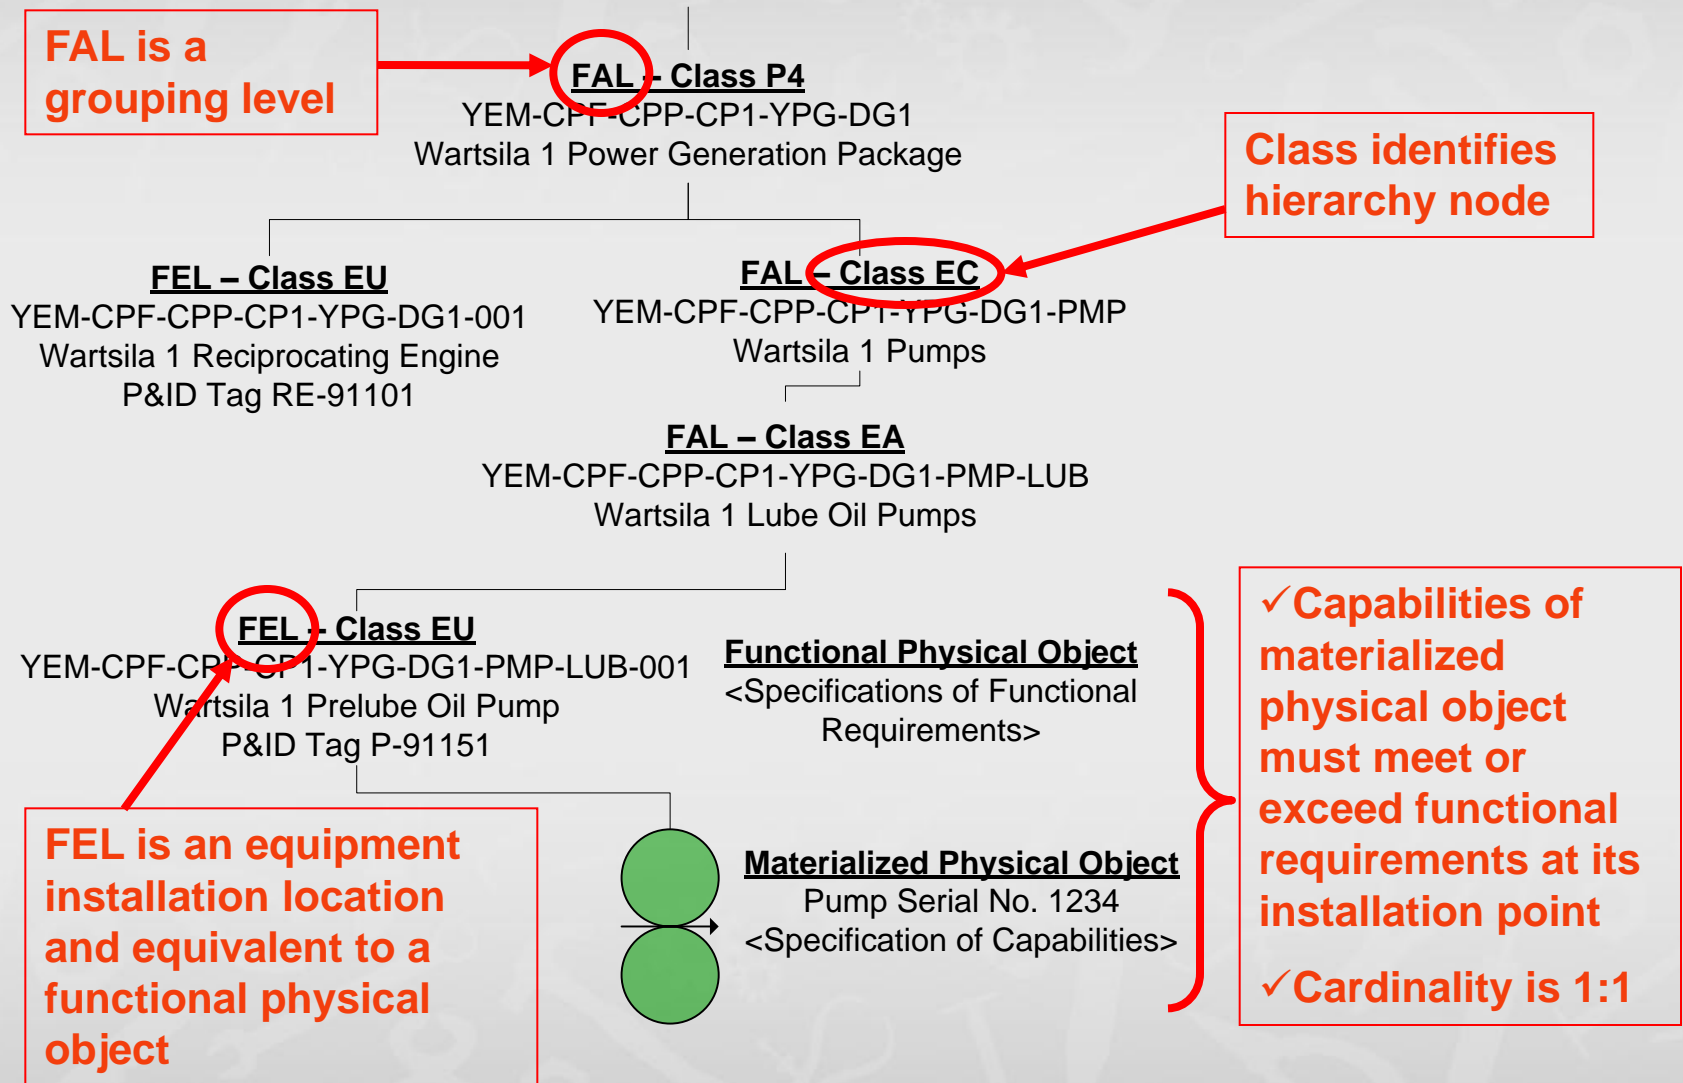 FAL is a
grouping level
FAL – Class P4
YEM-CPF-CPP-CP1-YPG-DG1
Wartsila 1 Power Generation Package
Class identifies
hierarchy node
FEL – Class EU
YEM-CPF-CPP-CP1-YPG-DG1-001
Wartsila 1 Reciprocating Engine
P&ID Tag RE-91101
FAL – Class EC
YEM-CPF-CPP-CP1-YPG-DG1-PMP
Wartsila 1 Pumps
FAL – Class EA
YEM-CPF-CPP-CP1-YPG-DG1-PMP-LUB
Wartsila 1 Lube Oil Pumps
FEL – Class EU
YEM-CPF-CPP-CP1-YPG-DG1-PMP-LUB-001
Wartsila 1 Prelube Oil Pump
P&ID Tag P-91151
Functional Physical Object
<Specifications of Functional
Requirements>
✓Capabilities of
materialized
physical object
must meet or
exceed functional
requirements at its
installation point
✓Cardinality is 1:1
FEL is an equipment
installation location
and equivalent to a
functional physical
object
Materialized Physical Object
Pump Serial No. 1234
<Specification of Capabilities>